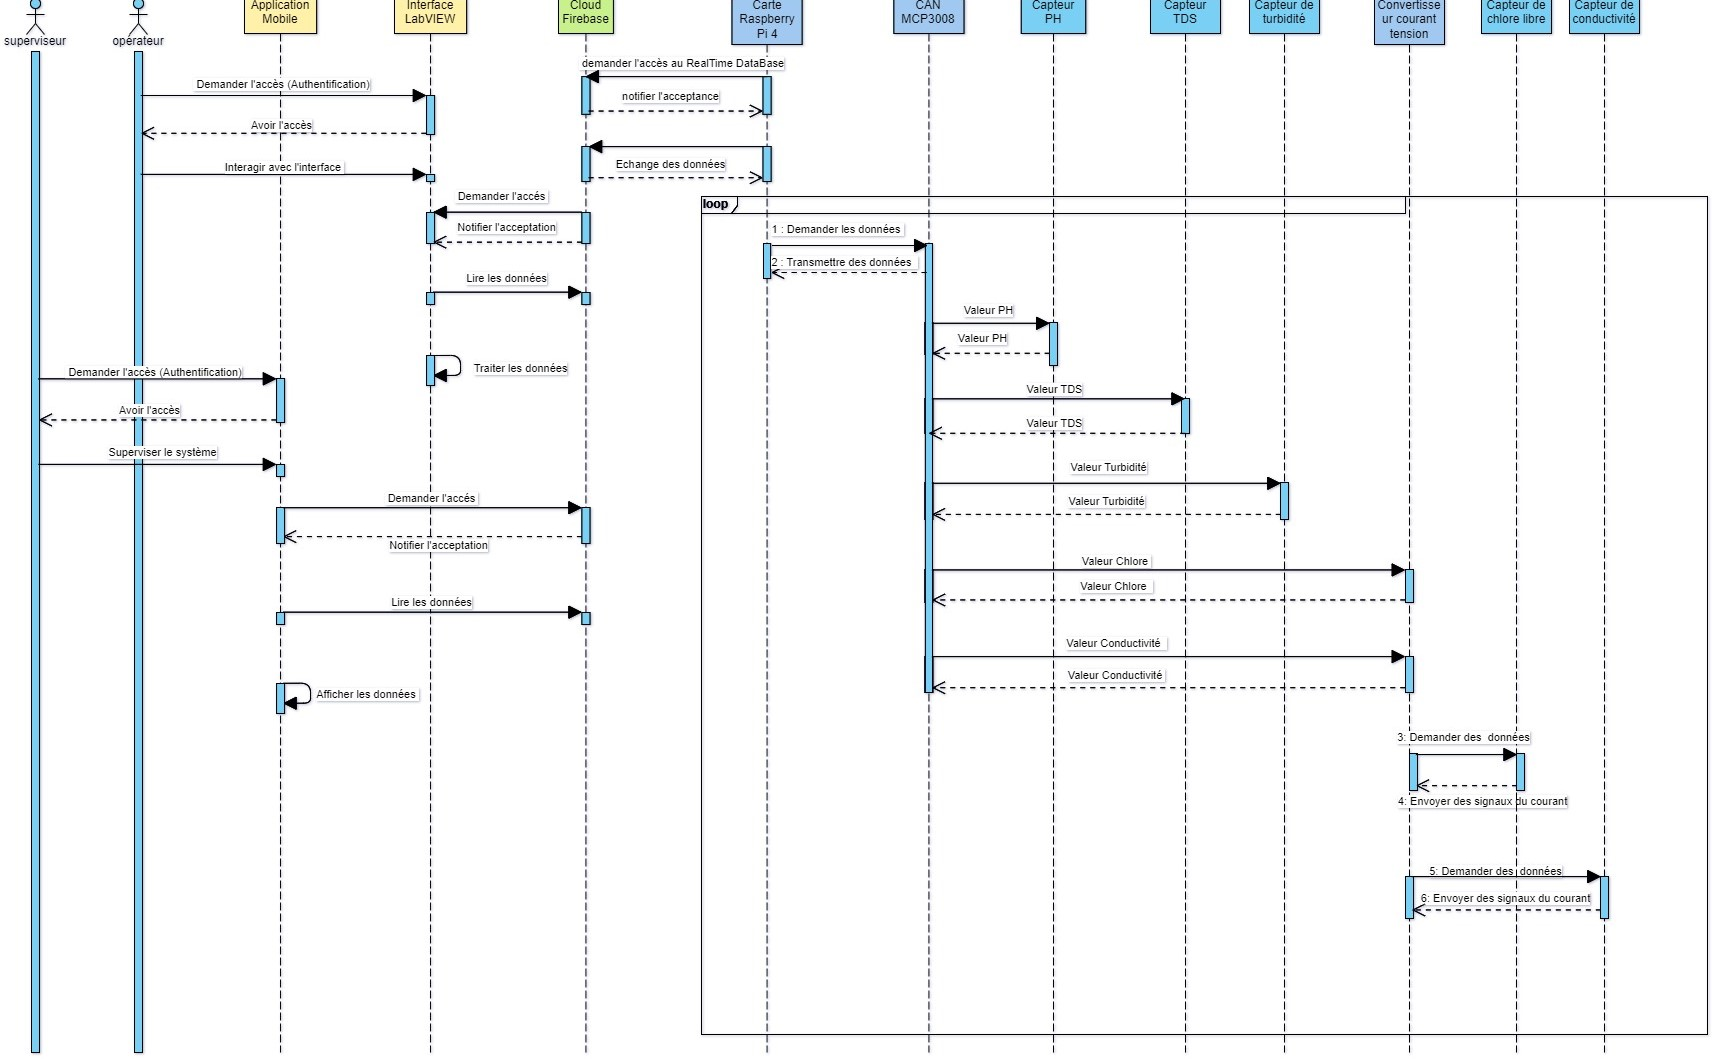 superviseur
opérateur
Application
Mobile
Interface
LabVIEW
Cloud
Firebase
Carte
Raspberry
Pi 4
CAN
MCP3008
Capteur
PH
Capteur
TDS
Capteur de
turbidité
Convertisse
ur courant
tension
Capteur de
chlore libre
Capteur de
conductivité
demander l'accès au RealTime DataBase
Demander l'accès (Authentification)
notifier l'acceptance
Avoir l'accès
Echange des données
Interagir avec l'interface
Demander l'accés
loop
Notifier l'acceptation
1 : Demander les données
2 : Transmettre des données
Lire les données
Valeur PH
Valeur PH
Traiter les données
Demander l'accès (Authentification)
Valeur TDS
Avoir l'accès
Valeur TDS
Superviser le système
Valeur Turbidité
Demander l'accés
Valeur Turbidité
Notifier l'acceptation
Valeur Chlore
Valeur Chlore
Lire les données
Valeur Conductivité
Valeur Conductivité
Afficher les données
3: Demander des  données
4: Envoyer des signaux du courant
5: Demander des  données
6: Envoyer des signaux du courant